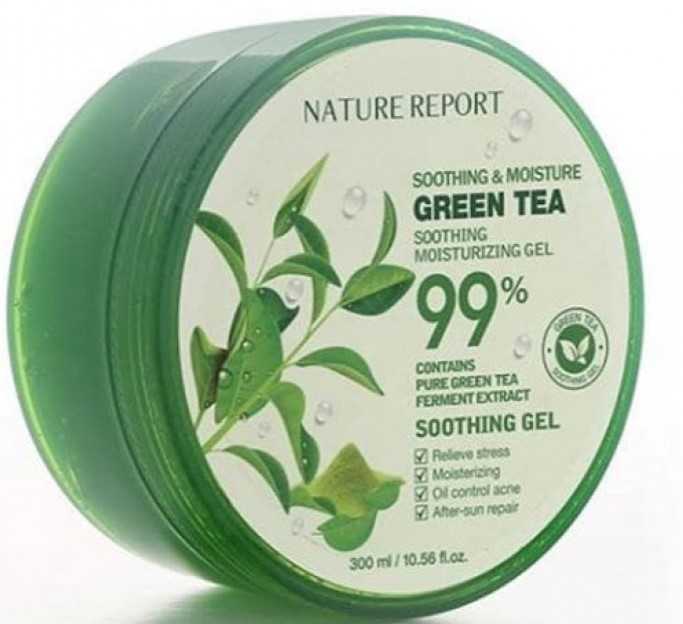 NATURE REPORT
SOOTHING & MOISTURE
GREEN TEA
SOOTHING
MOISTURIZING GEL
99%
CONTAINS
PURE GREEN TEA
FERMENT EXTRACT
SOOTHING GEL
Relieve stress
Moisterizing
Oil control acne
After-sun repair
300 ml / 10.56 fl.oz.
GREEN TEA
SOOTHING GEL